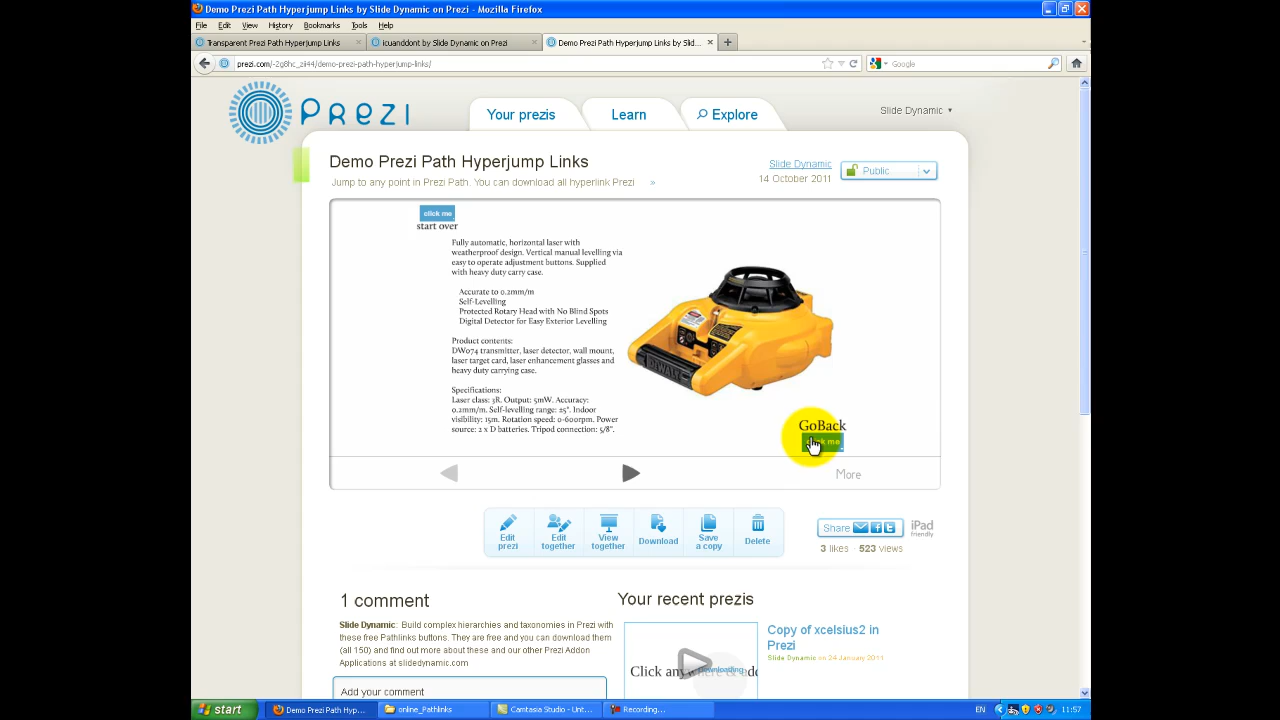 Demo Prezi Path Hyperjump Links by Slide Dynamic on Prezi - Mozilla Firefox
File Edit View History Bookmarks Tools Help
Transparent Prezi Path Hyperjump Links
icuanddont by Slide Dynamic on Prezi
Demo Prezi Path Hyperjump Links by Slid...
prezi.com/-2g8hc_zii44/demo-prezi-path-hyperjump-links/
Google
Prezi
Your prezis
Learn
Explore
Slide Dynamic
Demo Prezi Path Hyperjump Links
Slide Dynamic
Public
Jump to any point in Prezi Path. You can download all hyperlink Prezi »
14 October 2011
click me
start over
Fully automatic, horizontal laser with
weatherproof design. Vertical manual levelling via
easy to operate adjustment buttons. Supplied
with heavy duty carry case.
Accurate to 0.2mm/m
Self-Levelling
Protected Rotary Head with No Blind Spots
Digital Detector for Easy Exterior Levelling
Product contents:
DW074 transmitter, laser detector, wall mount,
laser target card, laser enhancement glasses and
heavy duty carrying case.
Specifications:
Laser class: 3R. Output: 5mW. Accuracy:
0.2mm/m. Self-levelling range: ±5°. Indoor
visibility: 15m. Rotation speed: 0-600rpm. Power
source: 2 x D batteries. Tripod connection: 5/8".
DEWALT
GoBack
me
More
Edit
prezi
Edit
together
View
together
Download
Save
a copy
Delete
Share
iPad
friendly
3 likes - 523 views
1 comment
Slide Dynamic: Build complex hierarchies and taxonomies in Prezi with
these free Pathlinks buttons. They are free and you can download them
(all 150) and find out more about these and our other Prezi Addon
Applications at slidedynamic.com
Add your comment
Your recent prezis
Click
Copy of xcelsius2 in
Prezi
Slide Dynamic on 24 January 2011
start
Demo Prezi Path Hyp...
online_Pathlinks
Camtasia Studio - Unt...
Recording...
EN
11:57